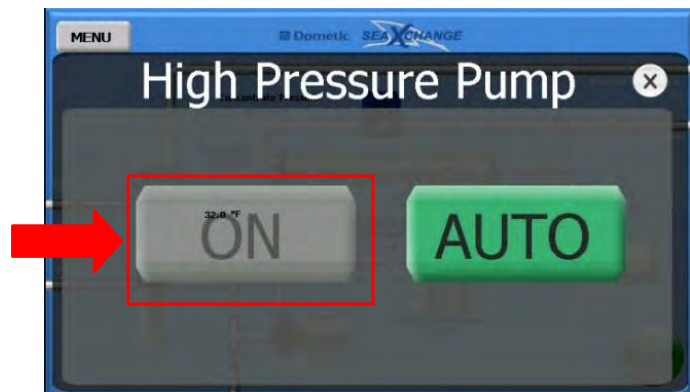 MENU
Dometic SEAXCHANGE
High Pressure Pump
32.0 °F
ON
AUTO